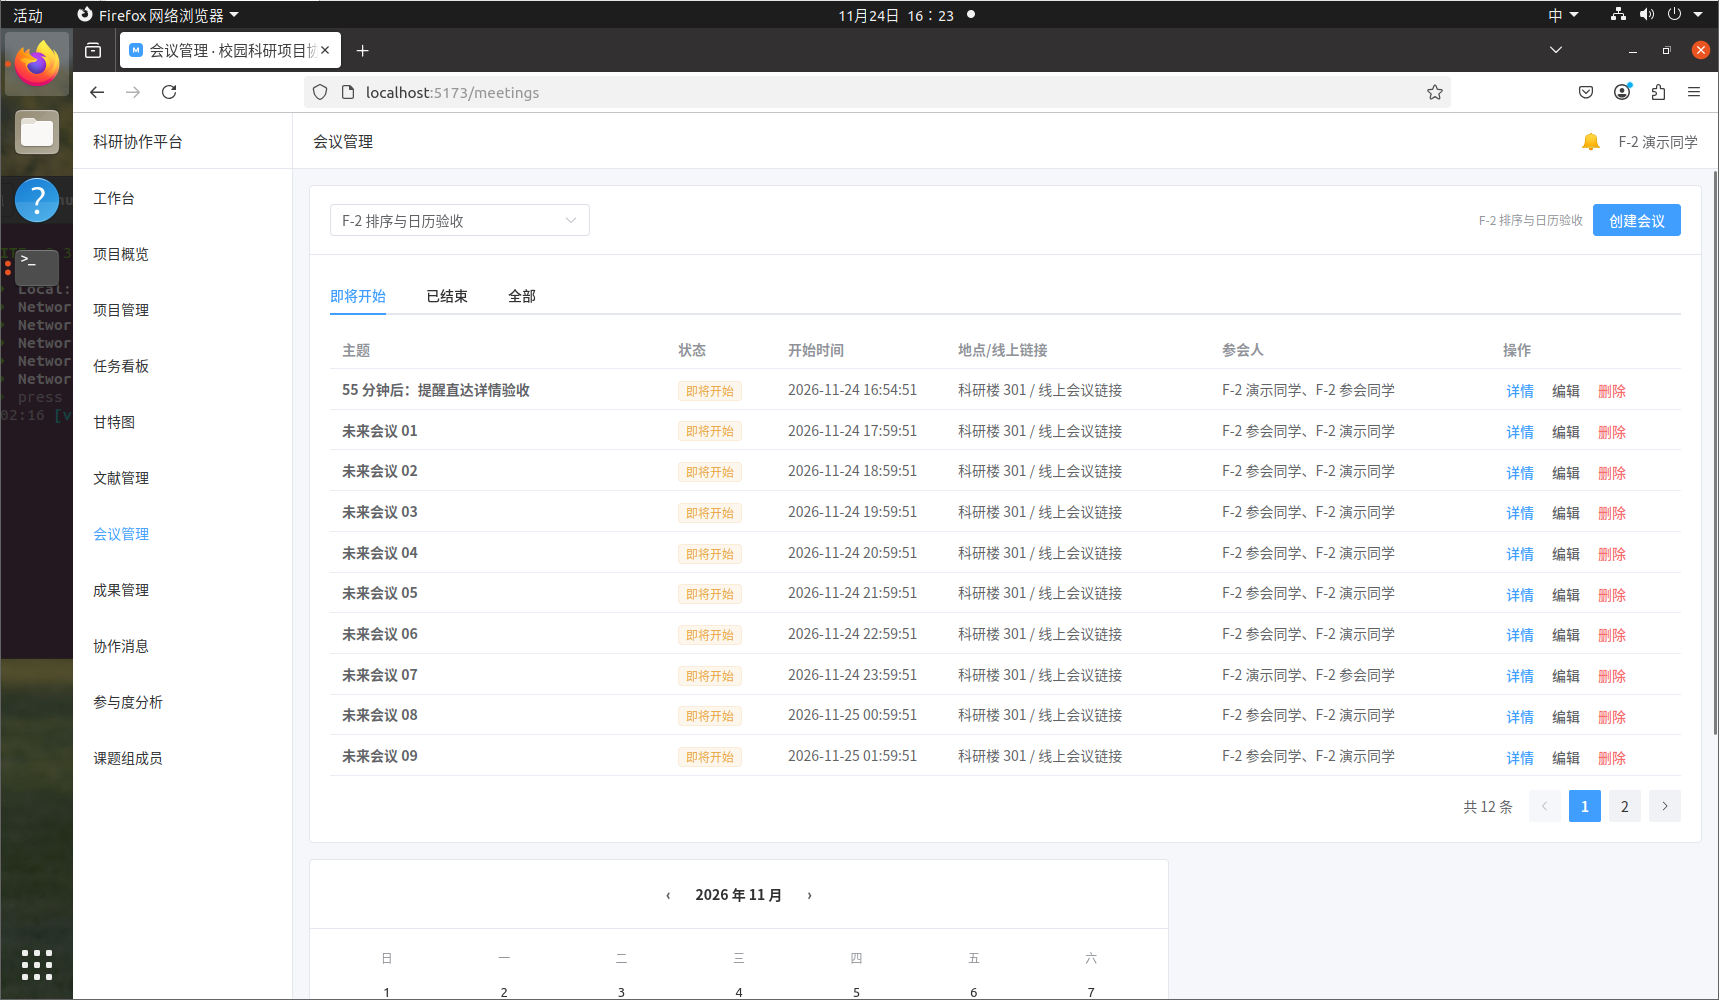 活动
Firefox 网络浏览器
11月24日 16：23
中
会议管理 · 校园科研项目协
localhost:5173/meetings
科研协作平台
会议管理
F-2 演示同学
工作台
项目概览
项目管理
任务看板
甘特图
文献管理
会议管理
成果管理
协作消息
参与度分析
课题组成员
F-2 排序与日历验收
F-2 排序与日历验收
创建会议
即将开始 已结束 全部
主题 状态 开始时间 地点/线上链接 参会人 操作
55 分钟后：提醒直达详情验收 即将开始 2026-11-24 16:54:51 科研楼 301 / 线上会议链接 F-2 演示同学、F-2 参会同学 详情 编辑 删除
未来会议 01 即将开始 2026-11-24 17:59:51 科研楼 301 / 线上会议链接 F-2 参会同学、F-2 演示同学 详情 编辑 删除
未来会议 02 即将开始 2026-11-24 18:59:51 科研楼 301 / 线上会议链接 F-2 参会同学、F-2 演示同学 详情 编辑 删除
未来会议 03 即将开始 2026-11-24 19:59:51 科研楼 301 / 线上会议链接 F-2 参会同学、F-2 演示同学 详情 编辑 删除
未来会议 04 即将开始 2026-11-24 20:59:51 科研楼 301 / 线上会议链接 F-2 参会同学、F-2 演示同学 详情 编辑 删除
未来会议 05 即将开始 2026-11-24 21:59:51 科研楼 301 / 线上会议链接 F-2 参会同学、F-2 演示同学 详情 编辑 删除
未来会议 06 即将开始 2026-11-24 22:59:51 科研楼 301 / 线上会议链接 F-2 参会同学、F-2 演示同学 详情 编辑 删除
未来会议 07 即将开始 2026-11-24 23:59:51 科研楼 301 / 线上会议链接 F-2 演示同学、F-2 参会同学 详情 编辑 删除
未来会议 08 即将开始 2026-11-25 00:59:51 科研楼 301 / 线上会议链接 F-2 参会同学、F-2 演示同学 详情 编辑 删除
未来会议 09 即将开始 2026-11-25 01:59:51 科研楼 301 / 线上会议链接 F-2 参会同学、F-2 演示同学 详情 编辑 删除
共 12 条 1 2
‹ 2026 年 11 月 ›
日 一 二 三 四 五 六
1 2 3 4 5 6 7
Local:
Networ
Networ
Networ
Networ
Networ
press
02:16 [v